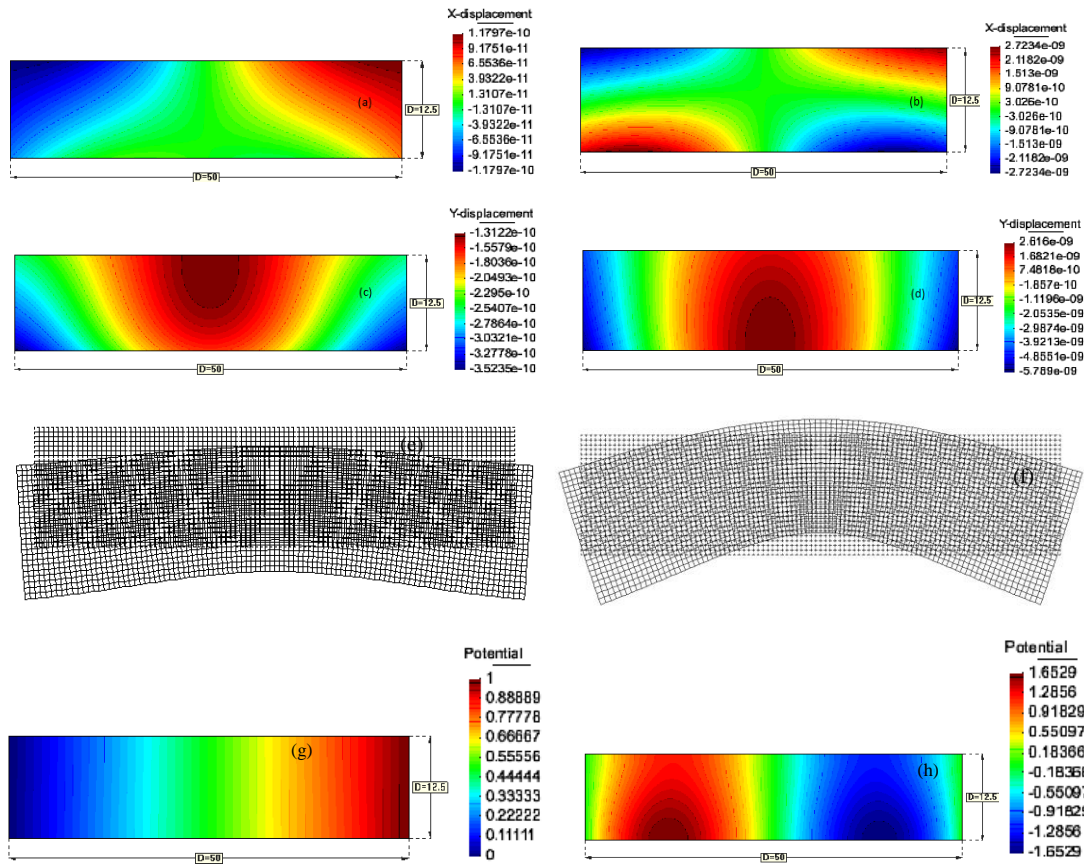 X-displacement
1.1797e-10
9.1751e-11
6.5536e-11
3.9322e-11
1.3107e-11
-1.3107e-11
-3.9322e-11
-6.5536e-11
-9.1751e-11
-1.1797e-10
(a)
D=12.5
D=50
X-displacement
2.7234e-09
2.1182e-09
1.513e-09
9.0781e-10
3.026e-10
-3.026e-10
-9.0781e-10
-1.513e-09
-2.1182e-09
-2.7234e-09
(b)
D=12.5
D=50
Y-displacement
-1.3122e-10
-1.5579e-10
-1.8036e-10
-2.0493e-10
-2.295e-10
-2.5407e-10
-2.7864e-10
-3.0321e-10
-3.2778e-10
-3.5235e-10
(c)
D=12.5
D=50
Y-displacement
2.616e-09
1.6821e-09
7.4818e-10
-1.857e-10
-1.1196e-09
-2.0535e-09
-2.9874e-09
-3.9213e-09
-4.8551e-09
-5.789e-09
(d)
D=12.5
D=50
(e)
(f)
Potential
1
0.88889
0.77778
0.66667
0.55556
0.44444
0.33333
0.22222
0.11111
0
(g)
D=12.5
D=50
Potential
1.6529
1.2856
0.91829
0.55097
0.18366
-0.18366
-0.55097
-0.91829
-1.2856
-1.6529
(h)
D=12.5
D=50